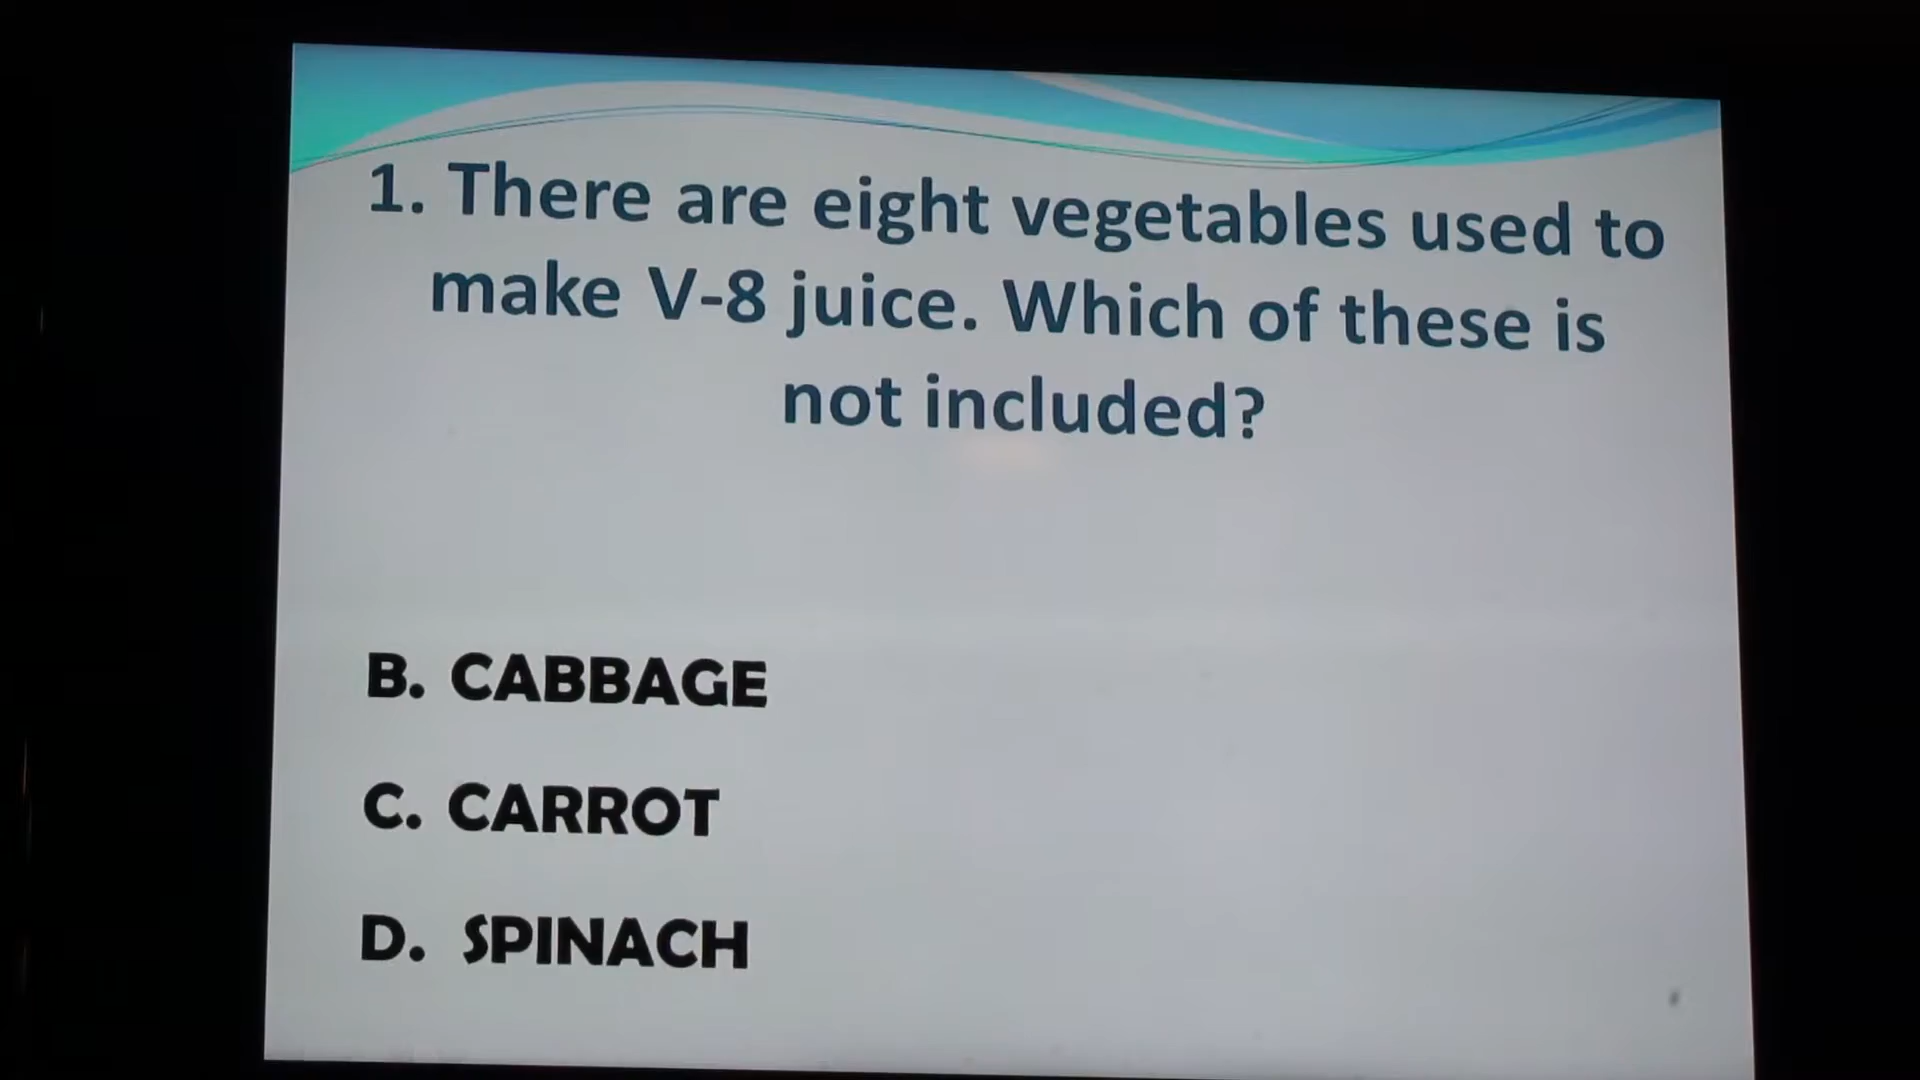 1. There are eight vegetables used to
make V-8 juice. Which of these is
not included?
B. CABBAGE
C. CARROT
D. SPINACH